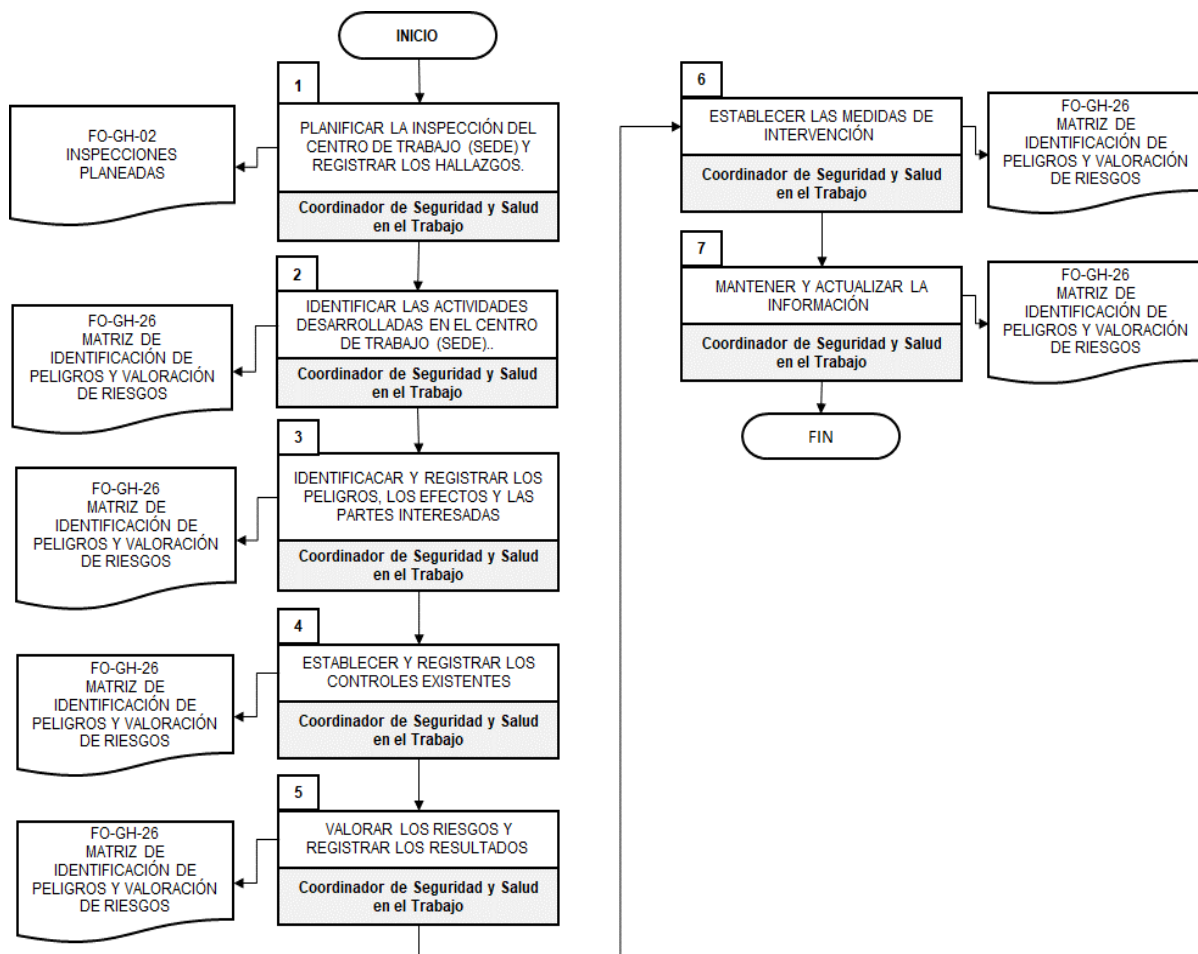 INICIO
1
PLANIFICAR LA INSPECCIÓN DEL
CENTRO DE TRABAJO (SEDE) Y
REGISTRAR LOS HALLAZGOS.
Coordinador de Seguridad y Salud
en el Trabajo
FO-GH-02
INSPECCIONES
PLANEADAS
2
IDENTIFICAR LAS ACTIVIDADES
DESARROLLADAS EN EL CENTRO
DE TRABAJO (SEDE)..
Coordinador de Seguridad y Salud
en el Trabajo
FO-GH-26
MATRIZ DE
IDENTIFICACIÓN DE
PELIGROS Y VALORACIÓN
DE RIESGOS
3
IDENTIFICACAR Y REGISTRAR LOS
PELIGROS, LOS EFECTOS Y LAS
PARTES INTERESADAS
Coordinador de Seguridad y Salud
en el Trabajo
FO-GH-26
MATRIZ DE
IDENTIFICACIÓN DE
PELIGROS Y VALORACIÓN
DE RIESGOS
4
ESTABLECER Y REGISTRAR LOS
CONTROLES EXISTENTES
Coordinador de Seguridad y Salud
en el Trabajo
FO-GH-26
MATRIZ DE
IDENTIFICACIÓN DE
PELIGROS Y VALORACIÓN
DE RIESGOS
5
VALORAR LOS RIESGOS Y
REGISTRAR LOS RESULTADOS
Coordinador de Seguridad y Salud
en el Trabajo
FO-GH-26
MATRIZ DE
IDENTIFICACIÓN DE
PELIGROS Y VALORACIÓN
DE RIESGOS
6
ESTABLECER LAS MEDIDAS DE
INTERVENCIÓN
Coordinador de Seguridad y Salud
en el Trabajo
FO-GH-26
MATRIZ DE
IDENTIFICACIÓN DE
PELIGROS Y VALORACIÓN DE
RIESGOS
7
MANTENER Y ACTUALIZAR LA
INFORMACIÓN
Coordinador de Seguridad y Salud
en el Trabajo
FO-GH-26
MATRIZ DE
IDENTIFICACIÓN DE
PELIGROS Y VALORACIÓN DE
RIESGOS
FIN